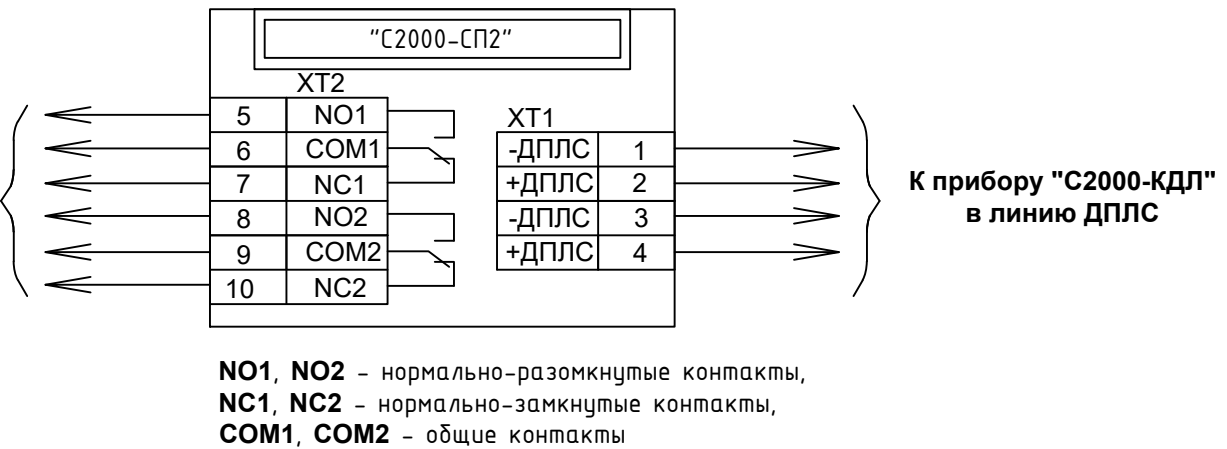 "С2000-СП2"
XT2
5 NO1
6 COM1
7 NC1
8 NO2
9 COM2
10 NC2
XT1
-ДПЛС 1
+ДПЛС 2
-ДПЛС 3
+ДПЛС 4
К прибору "С2000-КДЛ"
в линию ДПЛС
NO1, NO2 - нормально-разомкнутые контакты,
NC1, NC2 - нормально-замкнутые контакты,
COM1, COM2 - общие контакты